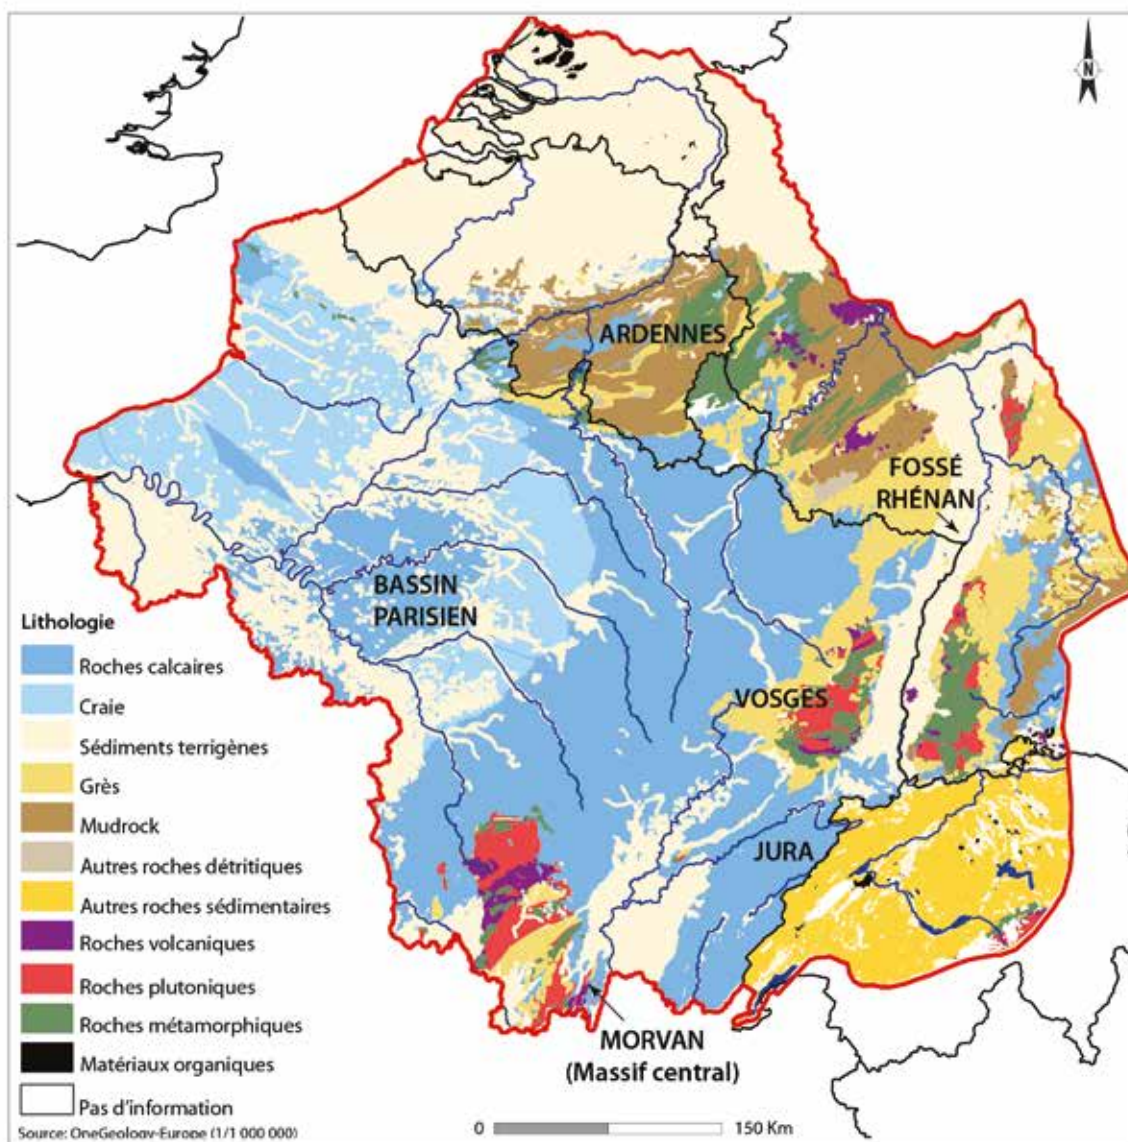 N
ARDENNES
FOSSÉ
RHÉNAN
BASSIN
PARISIEN
VOSGES
JURA
MORVAN
(Massif central)
Lithologie
Roches calcaires
Craie
Sédiments terrigènes
Grès
Mudrock
Autres roches détritiques
Autres roches sédimentaires
Roches volcaniques
Roches plutoniques
Roches métamorphiques
Matériaux organiques
Pas d'information
Source: OneGeology-Europe (1/1 000 000)
0 150 Km